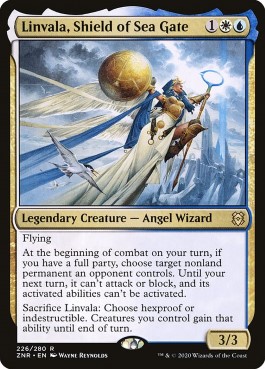 Linvala, Shield of Sea Gate 1
Legendary Creature — Angel Wizard
Flying
At the beginning of combat on your turn, if
you have a full party, choose target nonland
permanent an opponent controls. Until your
next turn, it can't attack or block, and its
activated abilities can't be activated.
Sacrifice Linvala: Choose hexproof or
indestructible. Creatures you control gain that
ability until end of turn.
3/3
226/280 R
ZNR • EN Wayne Reynolds
™ & © 2020 Wizards of the Coast